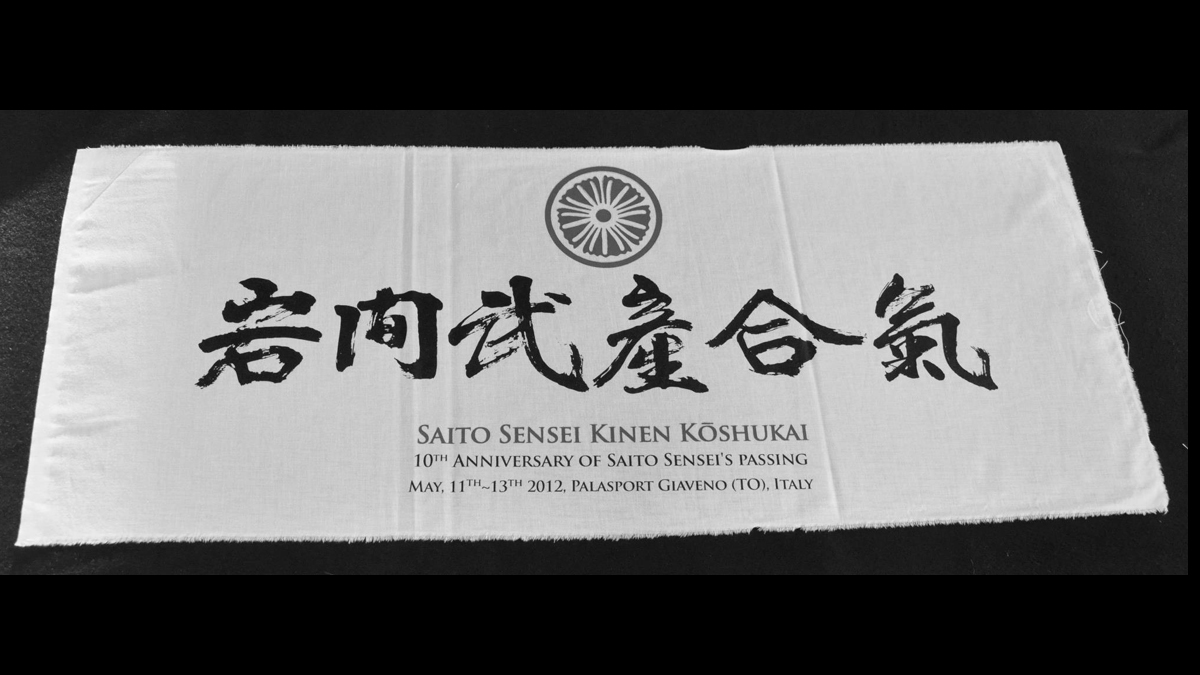 岩间武產合氣
SAITO SENSEI KINEN KŌSHUKAI
10TH ANNIVERSARY OF SAITO SENSEI'S PASSING
MAY, 11TH~13TH 2012, PALASPORT GIAVENO (TO), ITALY